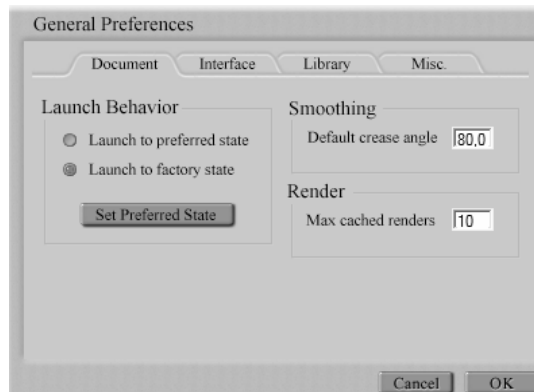 General Preferences
Document Interface Library Misc.
Launch Behavior
Launch to preferred state
Launch to factory state
Set Preferred State
Smoothing
Default crease angle 80,0
Render
Max cached renders 10
Cancel OK